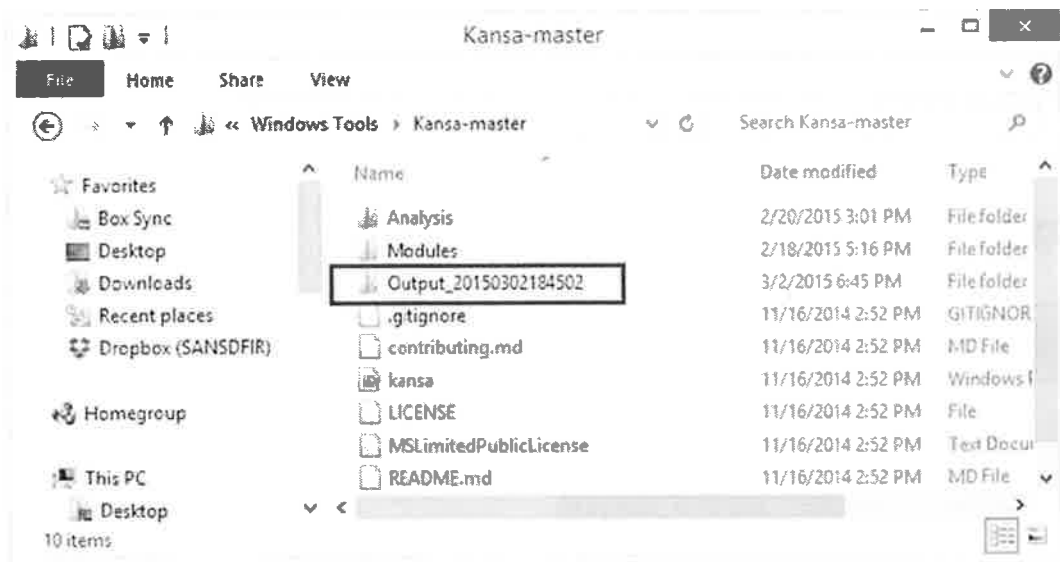 Kansa-master
File Home Share View
« Windows Tools › Kansa-master Search Kansa-master
Name Date modified Type
Favorites
Box Sync
Desktop
Downloads
Recent places
Dropbox (SANSDFIR)
Homegroup
This PC
Desktop
Analysis 2/20/2015 3:01 PM File folder
Modules 2/18/2015 5:16 PM File folder
Output_20150302184502 3/2/2015 6:45 PM File folder
.gitignore 11/16/2014 2:52 PM GITIGNOR
contributing.md 11/16/2014 2:52 PM MD File
kansa 11/16/2014 2:52 PM Windows
LICENSE 11/16/2014 2:52 PM File
MSLimitedPublicLicense 11/16/2014 2:52 PM Text Docu
README.md 11/16/2014 2:52 PM MD File
10 items